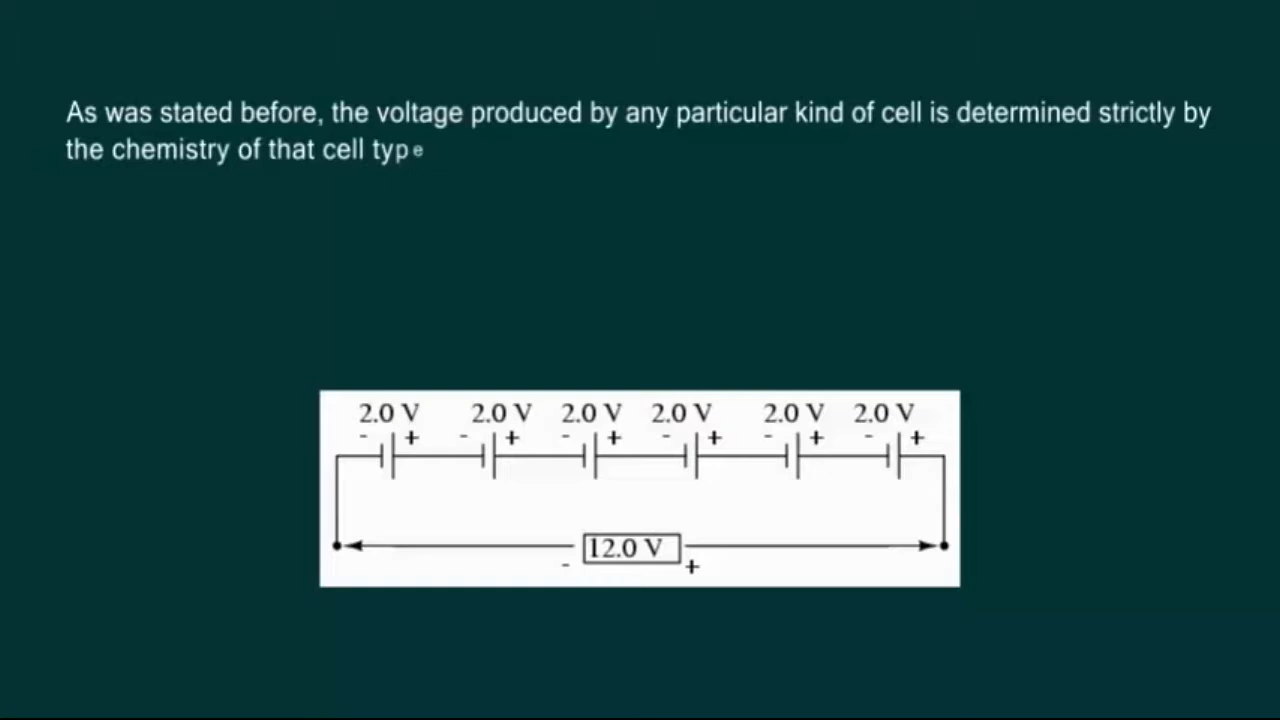 As was stated before, the voltage produced by any particular kind of cell is determined strictly by
the chemistry of that cell type
2.0 V 2.0 V 2.0 V 2.0 V 2.0 V 2.0 V
- + - + - + - + - + - +
12.0 V
- +